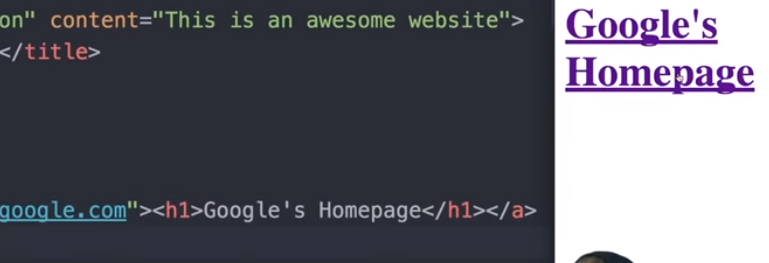 on" content="This is an awesome website">
</title>
google.com"><h1>Google's Homepage</h1></a>
Google's
Homepage